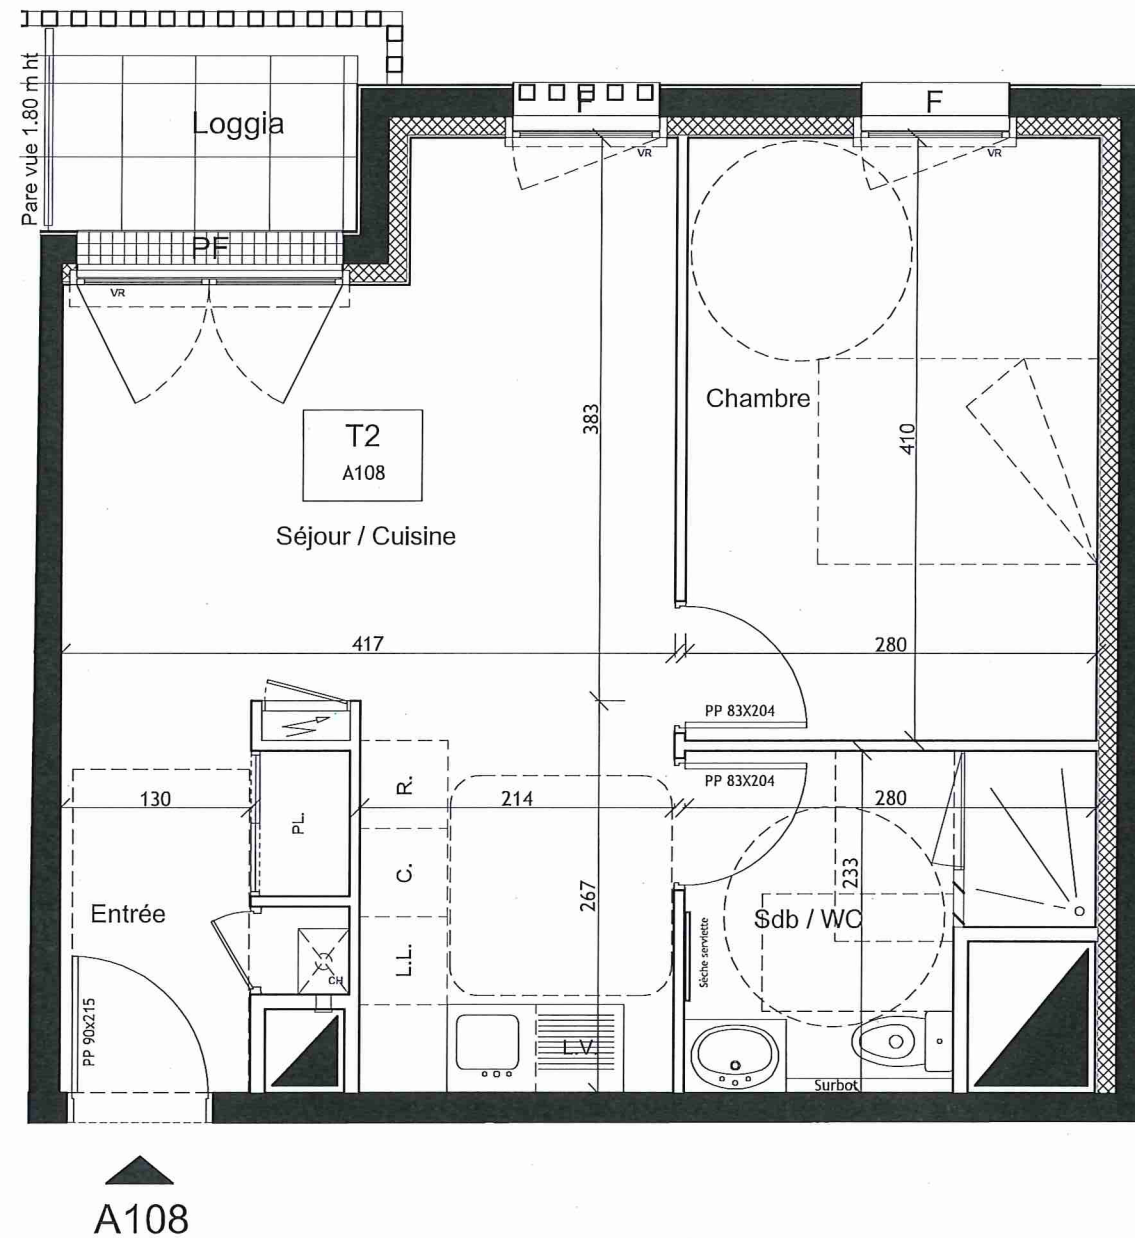 Pare vue 1.80 m ht
Loggia
F
F
VR
VR
PF
VR
T2
A108
Séjour / Cuisine
Chambre
383
410
417
280
PP 83X204
PP 83X204
130
214
280
PL.
R.
C.
L.L.
267
233
Entrée
Sdb / WC
Sèche serviette
CH
PP 90x215
L.V.
Surbot
A108